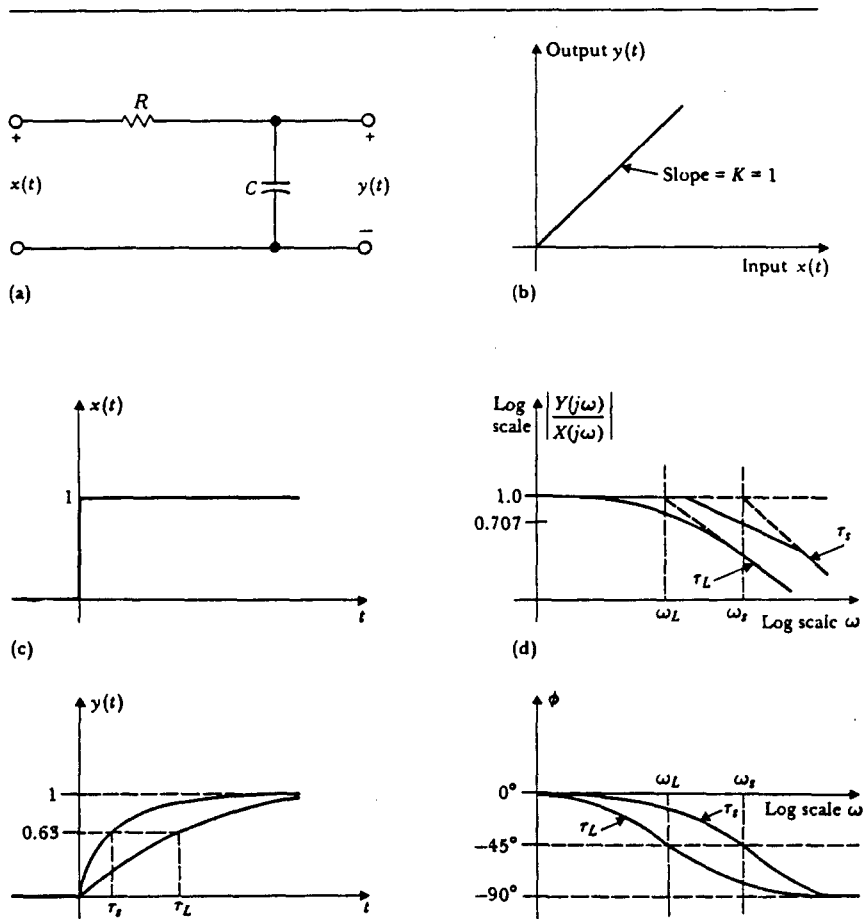 R
+
+
x(t)
C
y(t)
−
(a)
Output y(t)
Slope = K = 1
Input x(t)
(b)
x(t)
1
t
(c)
Log scale
|Y(jω)/X(jω)|
1.0
0.707
τs
τL
ωL
ωs
Log scale ω
(d)
y(t)
1
0.63
τs
τL
t
ϕ
0°
ωL
ωs
Log scale ω
τs
τL
−45°
−90°